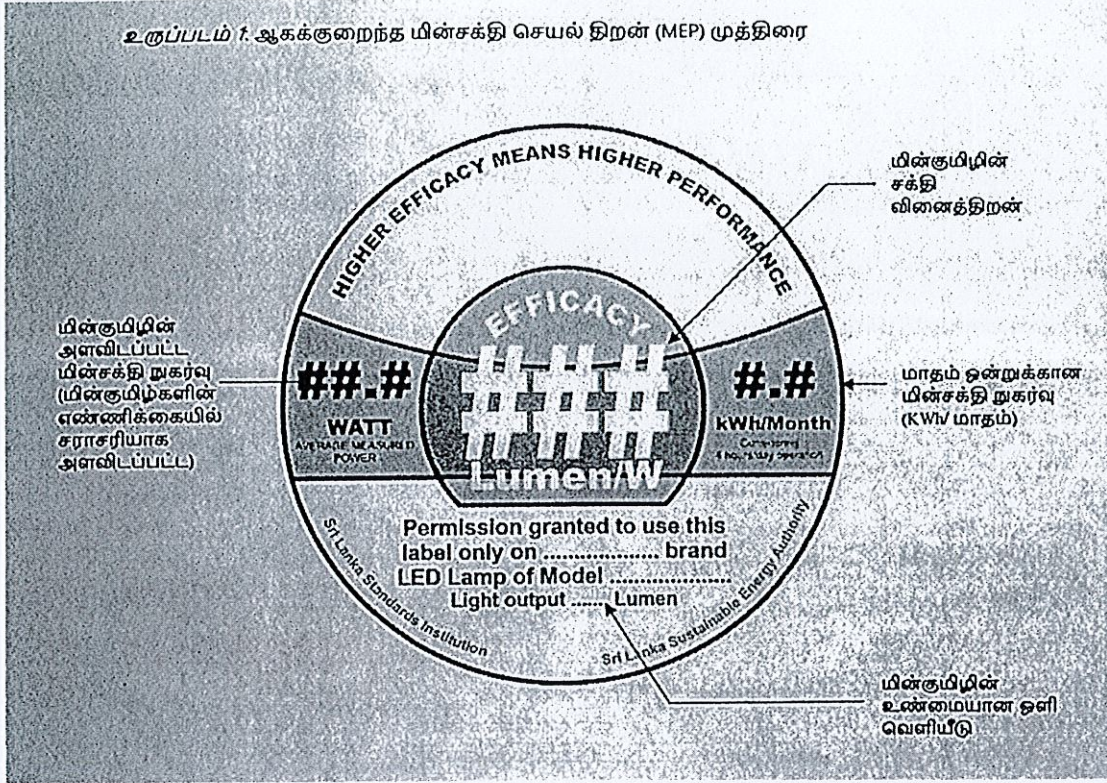 உருப்படம் 1: ஆகக்குறைந்த மின்சக்தி செயல் திறன் (MEP) முத்திரை
HIGHER EFFICACY MEANS HIGHER PERFORMANCE
மின்குமிழின்
சக்தி
வினைத்திறன்
EFFICACY
###
Lumen/W
மின்குமிழின்
அளவிடப்பட்ட
மின்சக்தி நுகர்வு
(மின்குமிழ்களின்
எண்ணிக்கையில்
சராசரியாக
அளவிடப்பட்ட)
##.#
WATT
AVERAGE MEASURED
POWER
#.#
kWh/Month
hours/day operation
மாதம் ஒன்றுக்கான
மின்சக்தி நுகர்வு
(KWh/ மாதம்)
Permission granted to use this
label only on ................... brand
LED Lamp of Model .....................
Light output ...... Lumen
Sri Lanka Standards Institution
Sri Lanka Sustainable Energy Authority
மின்குமிழின்
உண்மையான ஒளி
வெளியீடு